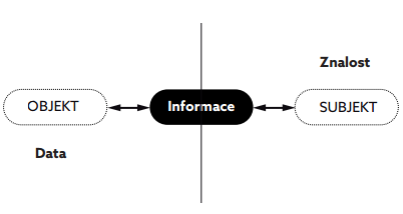 Znalost
OBJEKT
Informace
SUBJEKT
Data